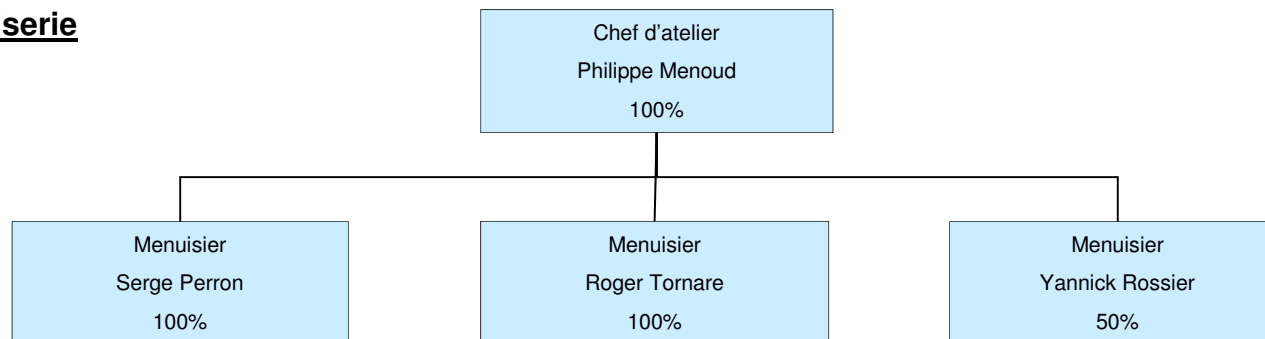 serie
Chef d’atelier
Philippe Menoud
100%
Menuisier
Serge Perron
100%
Menuisier
Roger Tornare
100%
Menuisier
Yannick Rossier
50%